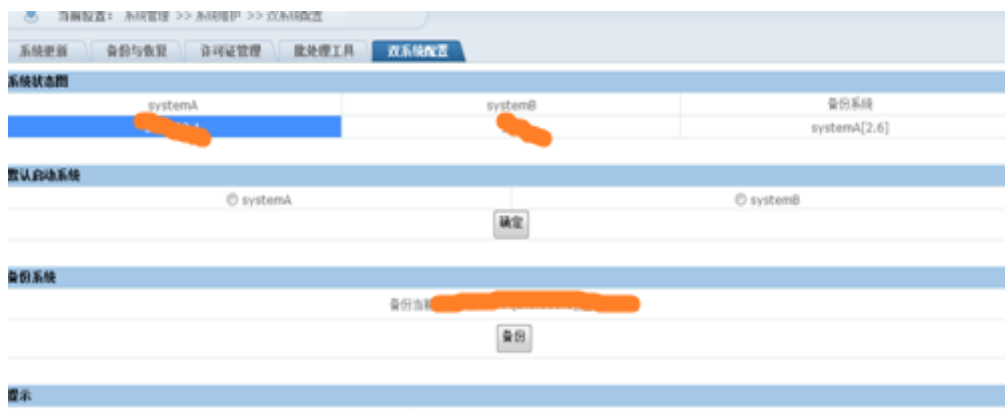 当前位置： 系统管理 >> 系统维护 >> 双系统配置
系统更新 备份与恢复 许可证管理 批处理工具 双系统配置
系统状态图
systemA systemB 备份系统
systemA[2.6]
默认启动系统
systemA systemB
确定
备份系统
备份当前
备份
提示